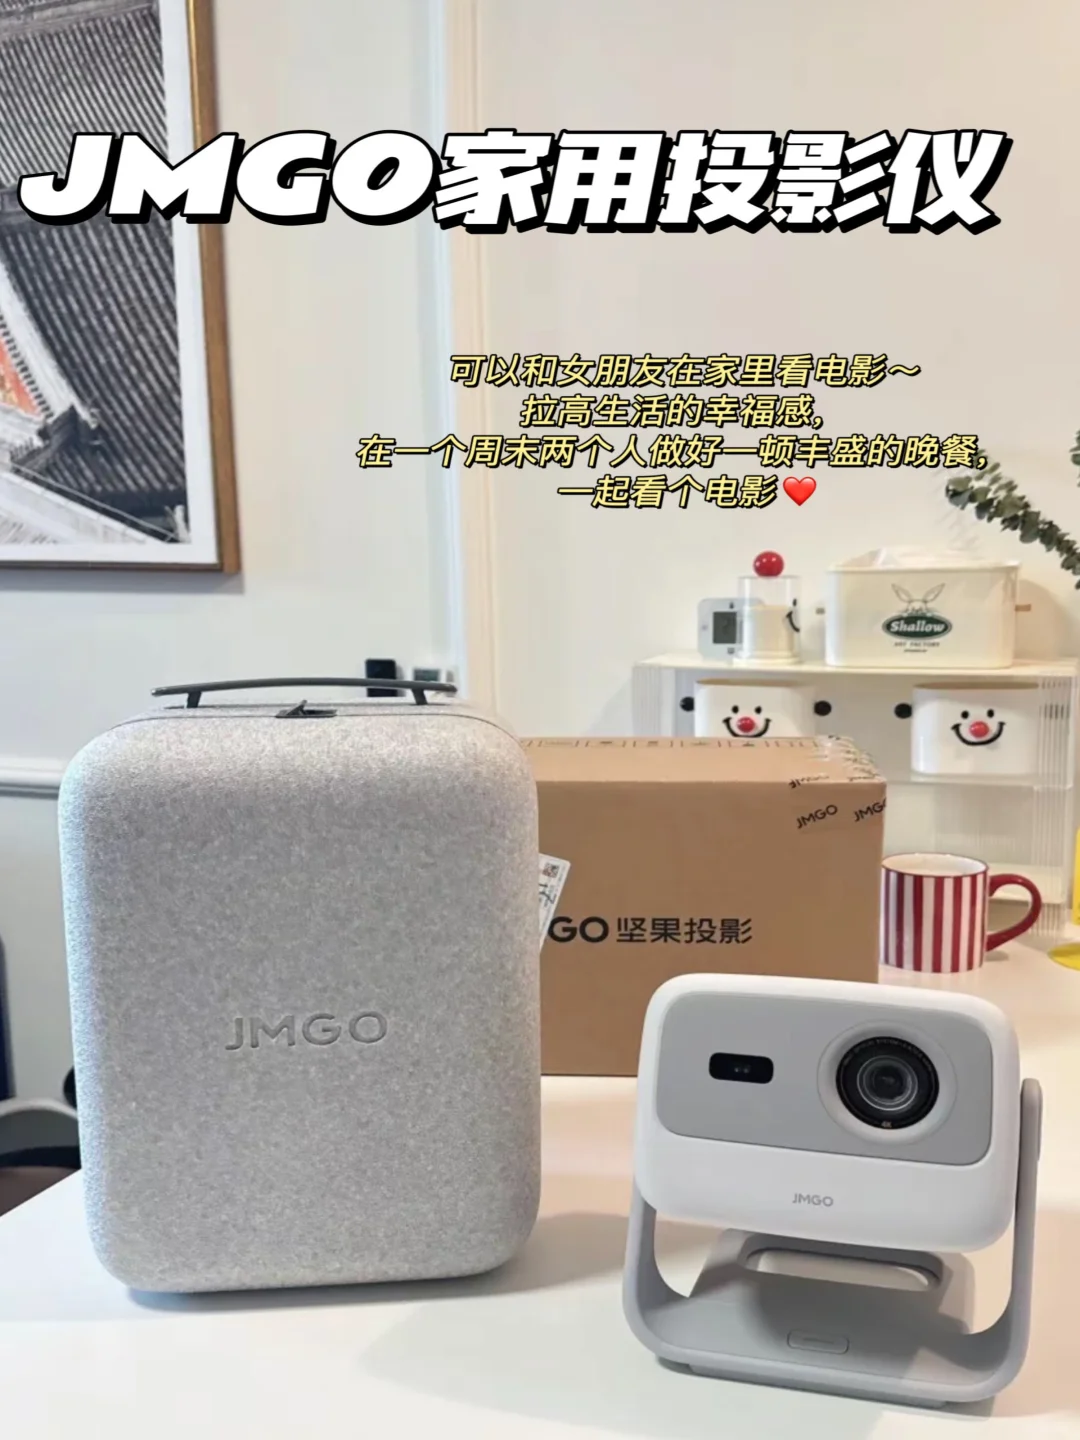 JMGO家用投影仪
可以和女朋友在家里看电影～
拉高生活的幸福感，
在一个周末两个人做好一顿丰盛的晚餐，
一起看个电影❤️
Shallow
JMGO
JMGO
GO 坚果投影
JMGO
JMGO